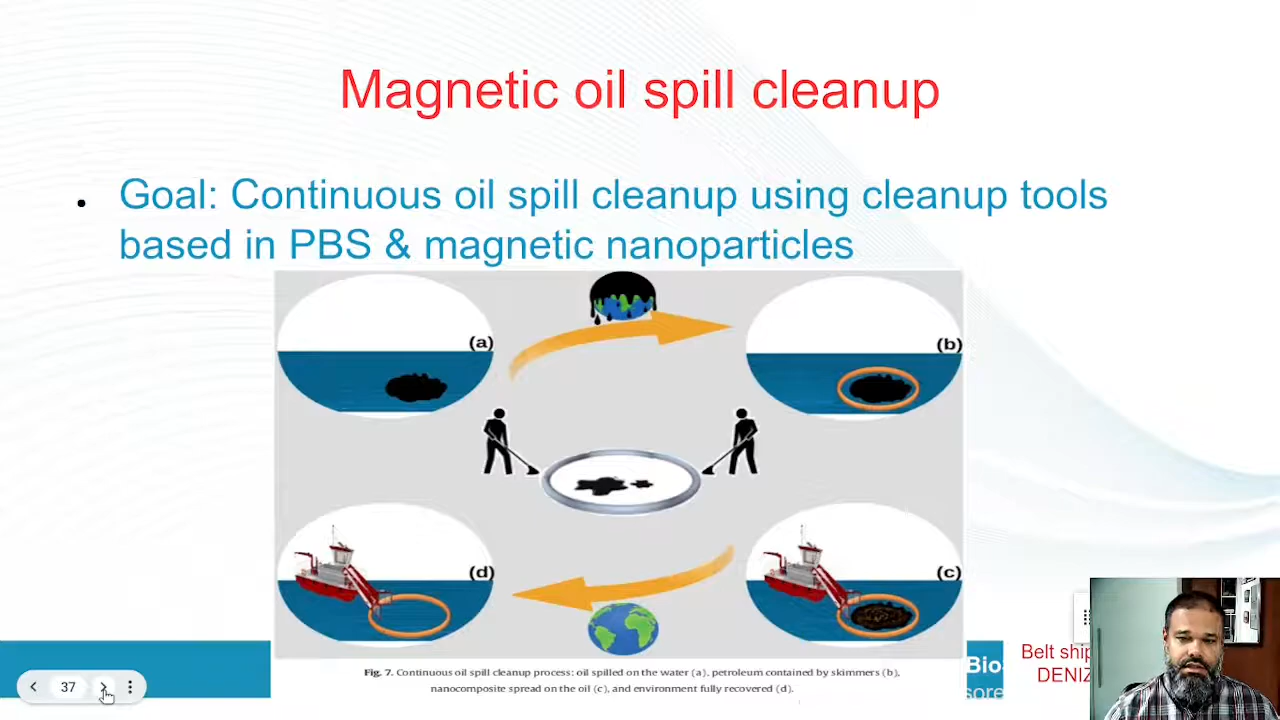 Magnetic oil spill cleanup
Goal: Continuous oil spill cleanup using cleanup tools
based in PBS & magnetic nanoparticles
(a)
(b)
(d)
(c)
Fig. 7. Continuous oil spill cleanup process: oil spilled on the water (a), petroleum contained by skimmers (b),
nanocomposite spread on the oil (c), and environment fully recovered (d).
37
Belt ship
DENIZ